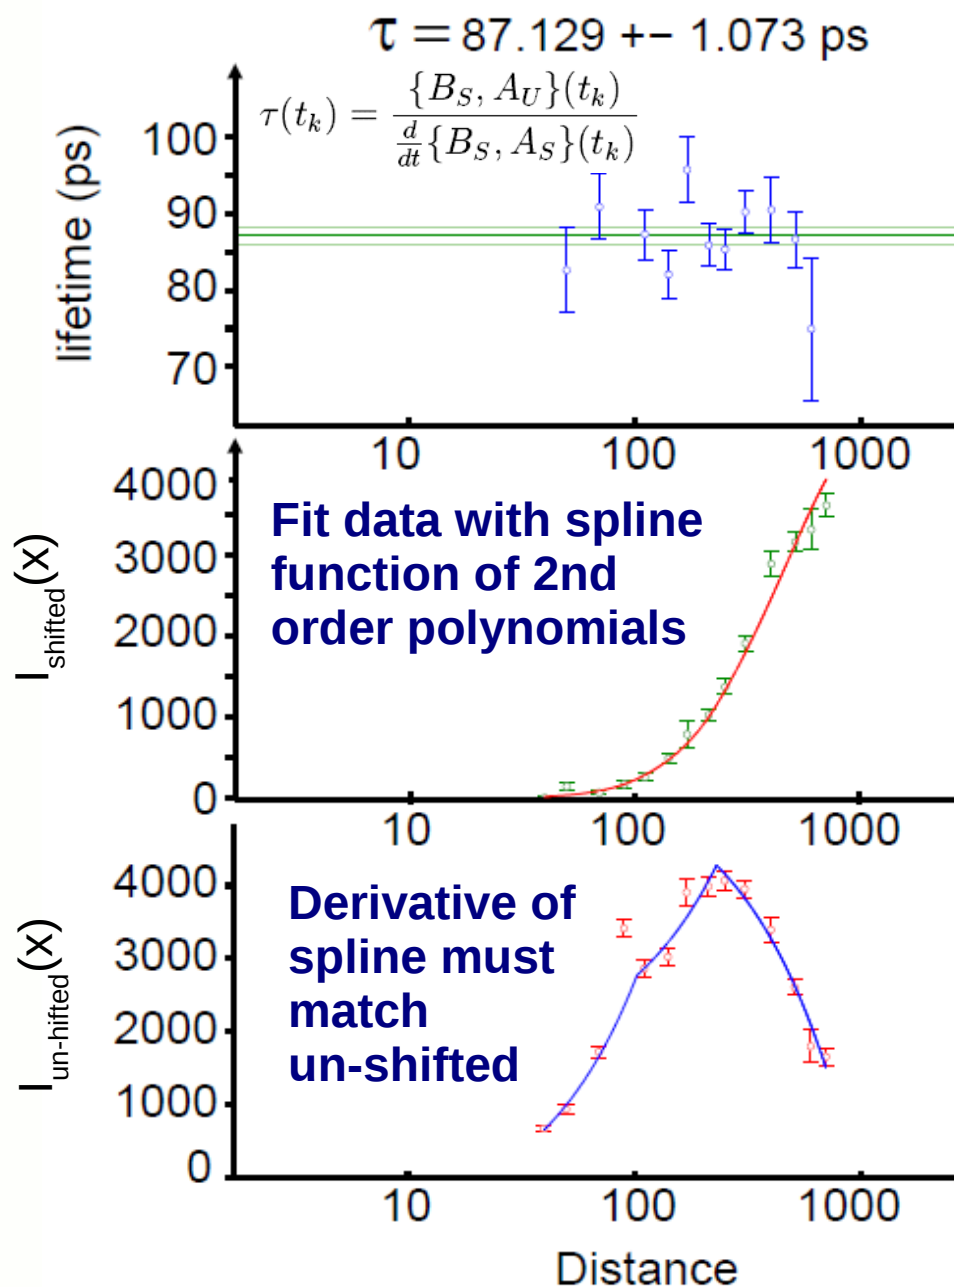 τ = 87.129 +− 1.073 ps
τ(t_k) = {B_S, A_U}(t_k) / d/dt {B_S, A_S}(t_k)
lifetime (ps)
100
90
80
70
10 100 1000
I_shifted(x)
4000
3000
2000
1000
0
Fit data with spline
function of 2nd
order polynomials
10 100 1000
I_un-hifted(x)
4000
3000
2000
1000
0
Derivative of
spline must
match
un-shifted
10 100 1000
Distance